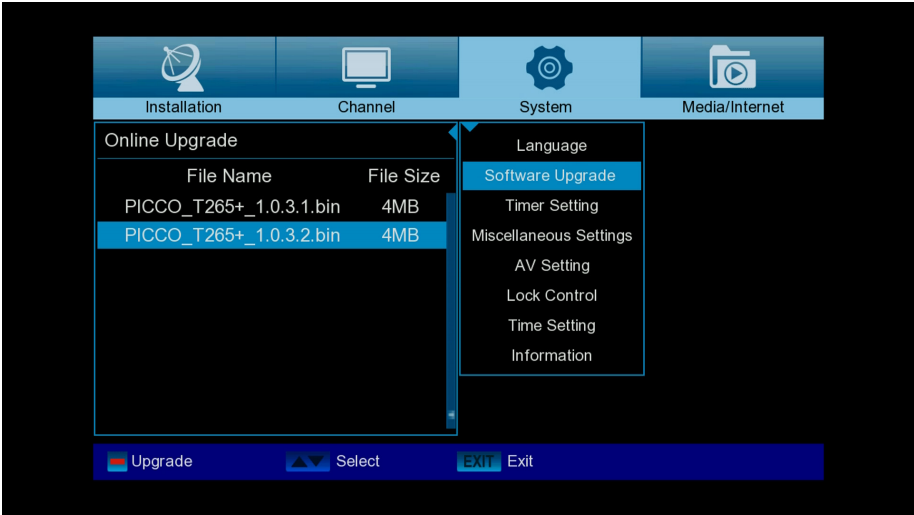 Installation
Channel
System
Media/Internet
Online Upgrade
File Name File Size
PICCO_T265+_1.0.3.1.bin 4MB
PICCO_T265+_1.0.3.2.bin 4MB
Language
Software Upgrade
Timer Setting
Miscellaneous Settings
AV Setting
Lock Control
Time Setting
Information
Upgrade
Select
EXIT Exit